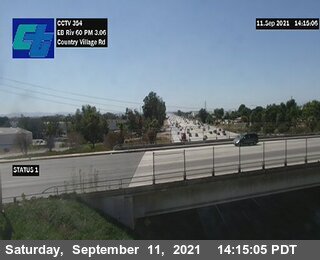 CCTV 354
EB Riv 60 PM 3.06
Country Village Rd
11.Sep 2021 14:15:06
STATUS 1
Saturday, September 11, 2021 14:15:05 PDT